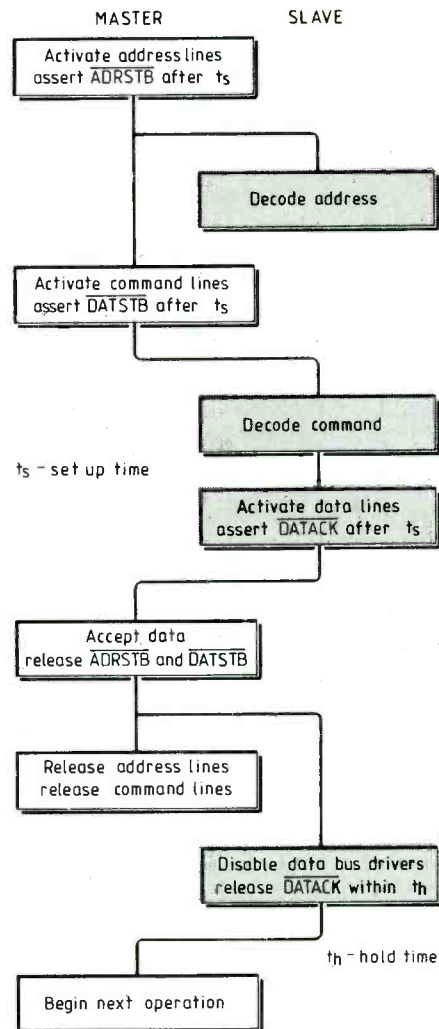 MASTER SLAVE
Activate address lines
assert ADRSTB after ts
Decode address
Activate command lines
assert DATSTB after ts
Decode command
ts - set up time
Activate data lines
assert DATACK after ts
Accept data
release ADRSTB and DATSTB
Release address lines
release command lines
Disable data bus drivers
release DATACK within th
th - hold time
Begin next operation